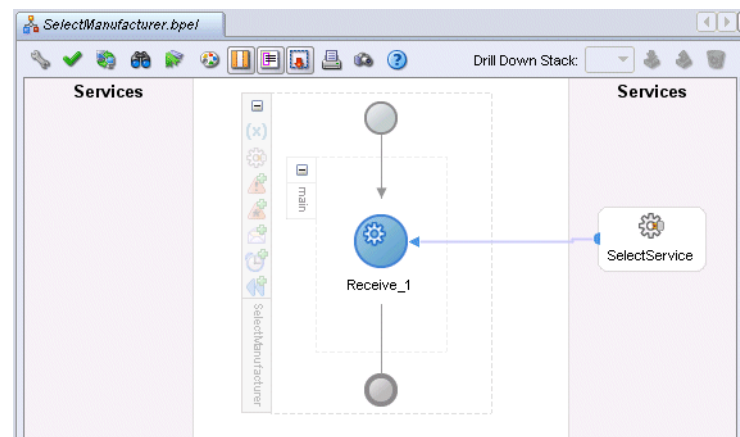 SelectManufacturer.bpel
Drill Down Stack:
Services
Services
(x)
main
Receive_1
SelectService
SelectManufacturer